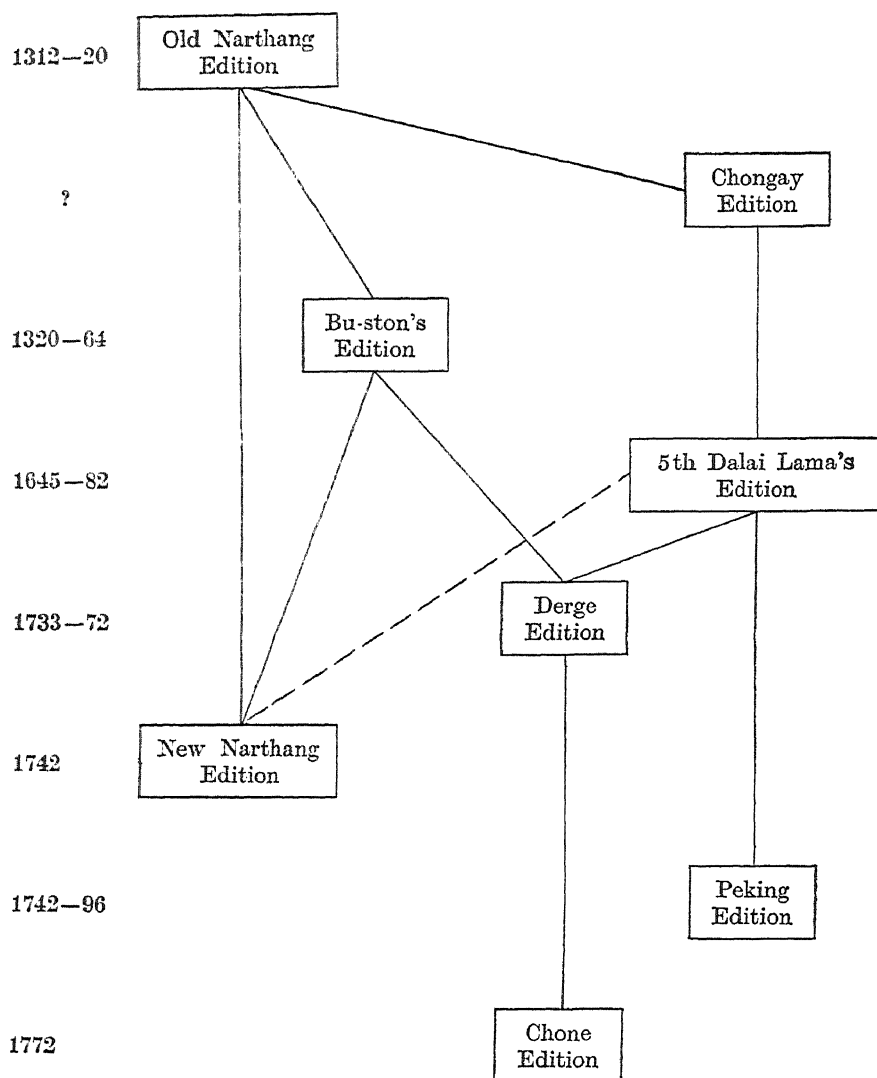 1312—20
Old Narthang
Edition
?
Chongay
Edition
1320—64
Bu-ston's
Edition
1645—82
5th Dalai Lama's
Edition
1733—72
Derge
Edition
1742
New Narthang
Edition
1742—96
Peking
Edition
1772
Chone
Edition